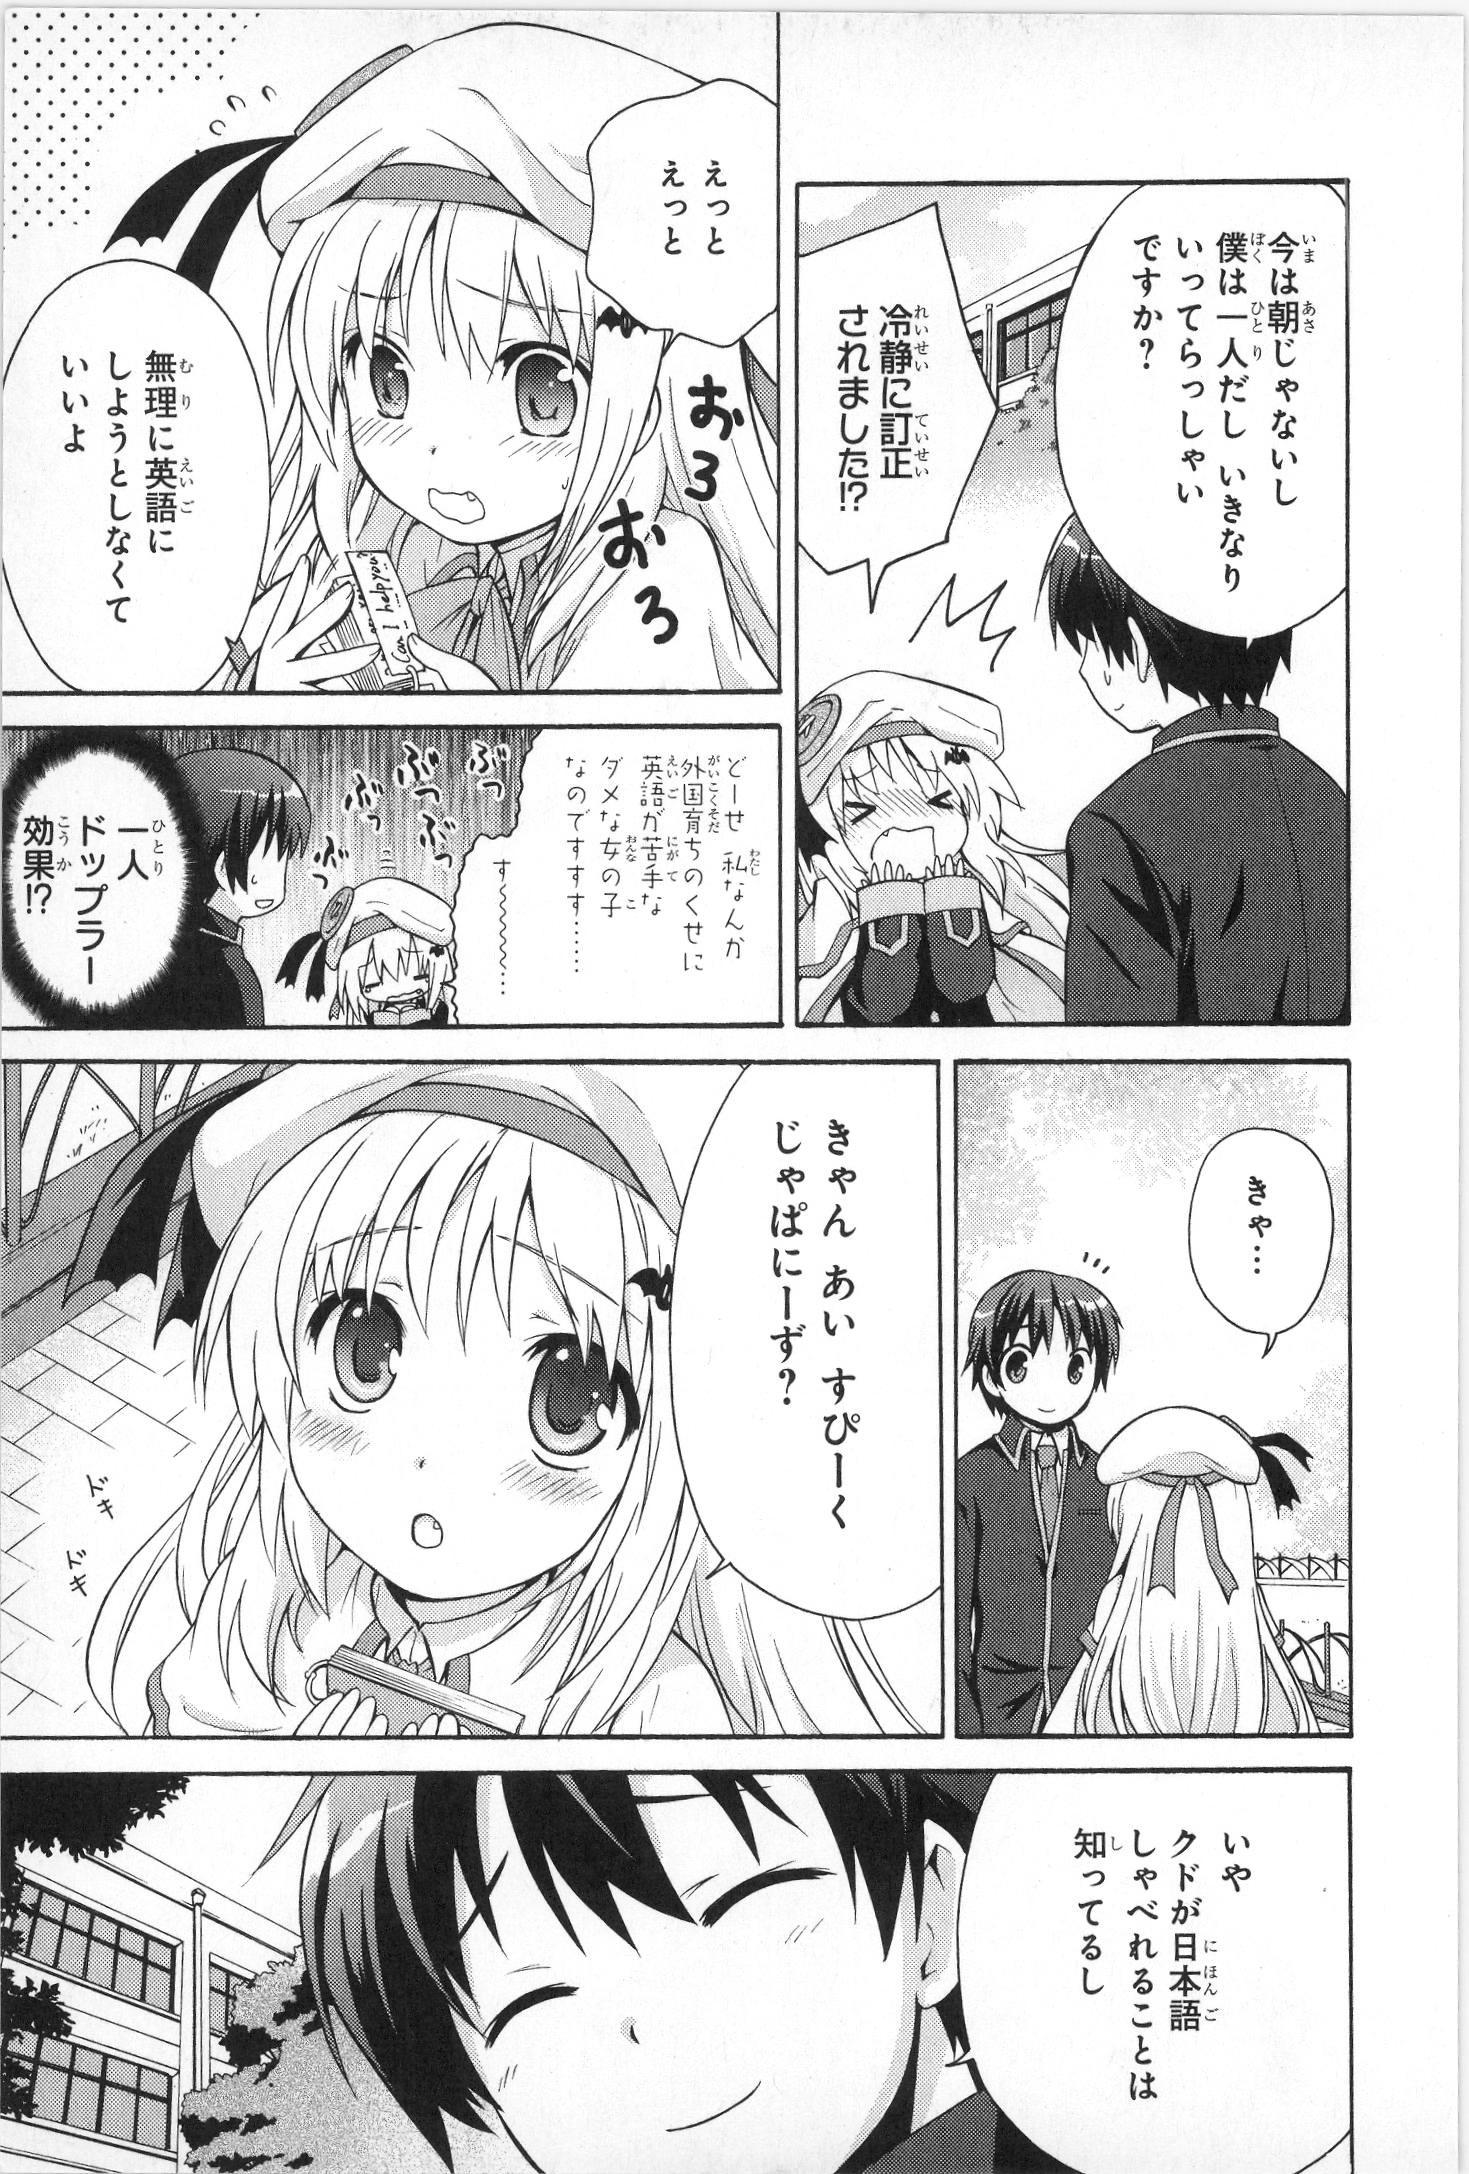 今は朝じゃないし
僕は一人だし いきなり
いってらっしゃい
ですか？
冷静に訂正
されました!?
えっと
えっと
おろ
おろ
Can I help you?
無理に英語に
しようとしなくて
いいよ
どーせ 私なんか
外国育ちのくせに
英語が苦手な
ダメな女の子
なのですすす……
す〜〜〜〜……
ぶつ
ぶつ
ぶつ
ぶつ
一人
ドップラー
効果!?
きゃ…
きゃん あい すぴーく
じゃぱにーず？
ドキ
ドキ
いや
クドが日本語
しゃべれることは
知ってるし